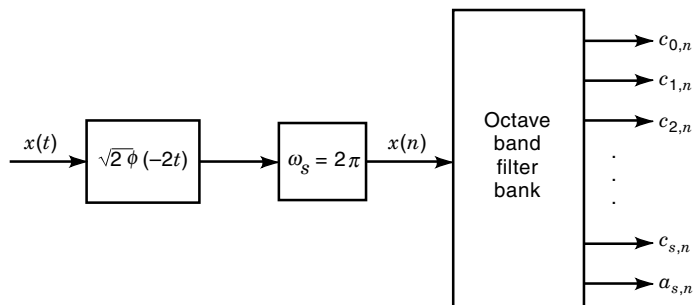 x(t)
√2 ϕ (−2t)
ω_s = 2π
x(n)
Octave
band
filter
bank
c_{0,n}
c_{1,n}
c_{2,n}
.
.
.
c_{s,n}
a_{s,n}